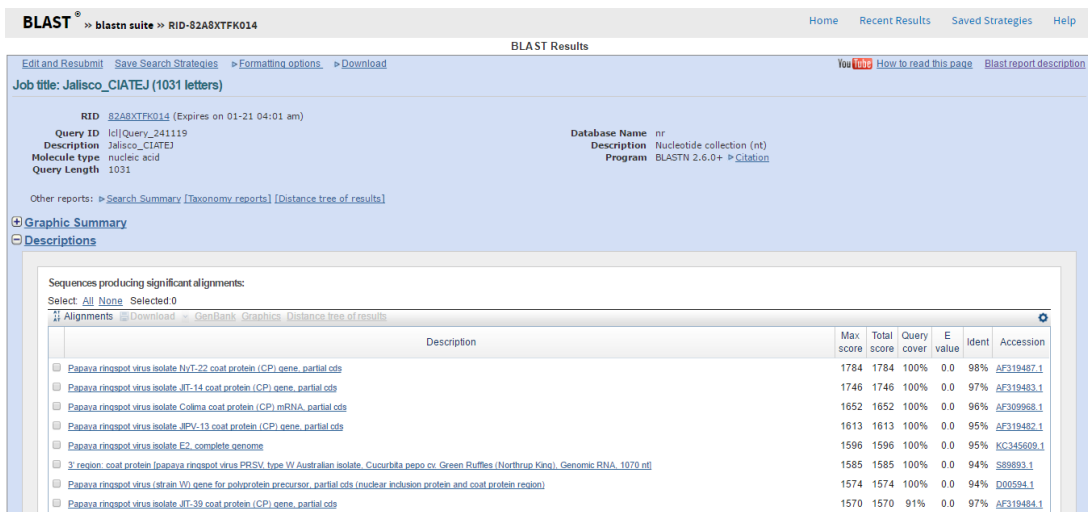 BLAST ® » blastn suite » RID-82A8XTFK014 Home Recent Results Saved Strategies Help
BLAST Results
Edit and Resubmit Save Search Strategies Formatting options Download YouTube How to read this page Blast report description
Job title: Jalisco_CIATEJ (1031 letters)
RID 82A8XTFK014 (Expires on 01-21 04:01 am)
Query ID lcl|Query_241119 Database Name nr
Description Jalisco_CIATEJ Description Nucleotide collection (nt)
Molecule type nucleic acid Program BLASTN 2.6.0+ Citation
Query Length 1031
Other reports: Search Summary [Taxonomy reports] [Distance tree of results]
Graphic Summary
Descriptions
Sequences producing significant alignments:
Select: All None Selected:0
Alignments Download GenBank Graphics Distance tree of results
Description Max score Total score Query cover E value Ident Accession
Papaya ringspot virus isolate NyT-22 coat protein (CP) gene, partial cds 1784 1784 100% 0.0 98% AF319487.1
Papaya ringspot virus isolate JIT-14 coat protein (CP) gene, partial cds 1746 1746 100% 0.0 97% AF319483.1
Papaya ringspot virus isolate Colima coat protein (CP) mRNA, partial cds 1652 1652 100% 0.0 96% AF309968.1
Papaya ringspot virus isolate JIPV-13 coat protein (CP) gene, partial cds 1613 1613 100% 0.0 95% AF319482.1
Papaya ringspot virus isolate E2, complete genome 1596 1596 100% 0.0 95% KC345609.1
3' region: coat protein [papaya ringspot virus PRSV, type W Australian isolate, Cucurbita pepo cv. Green Ruffles (Northrup King), Genomic RNA, 1070 nt] 1585 1585 100% 0.0 94% S89893.1
Papaya ringspot virus (strain W) gene for polyprotein precursor, partial cds (nuclear inclusion protein and coat protein region) 1574 1574 100% 0.0 94% D00594.1
Papaya ringspot virus isolate JIT-39 coat protein (CP) gene, partial cds 1570 1570 91% 0.0 97% AF319484.1